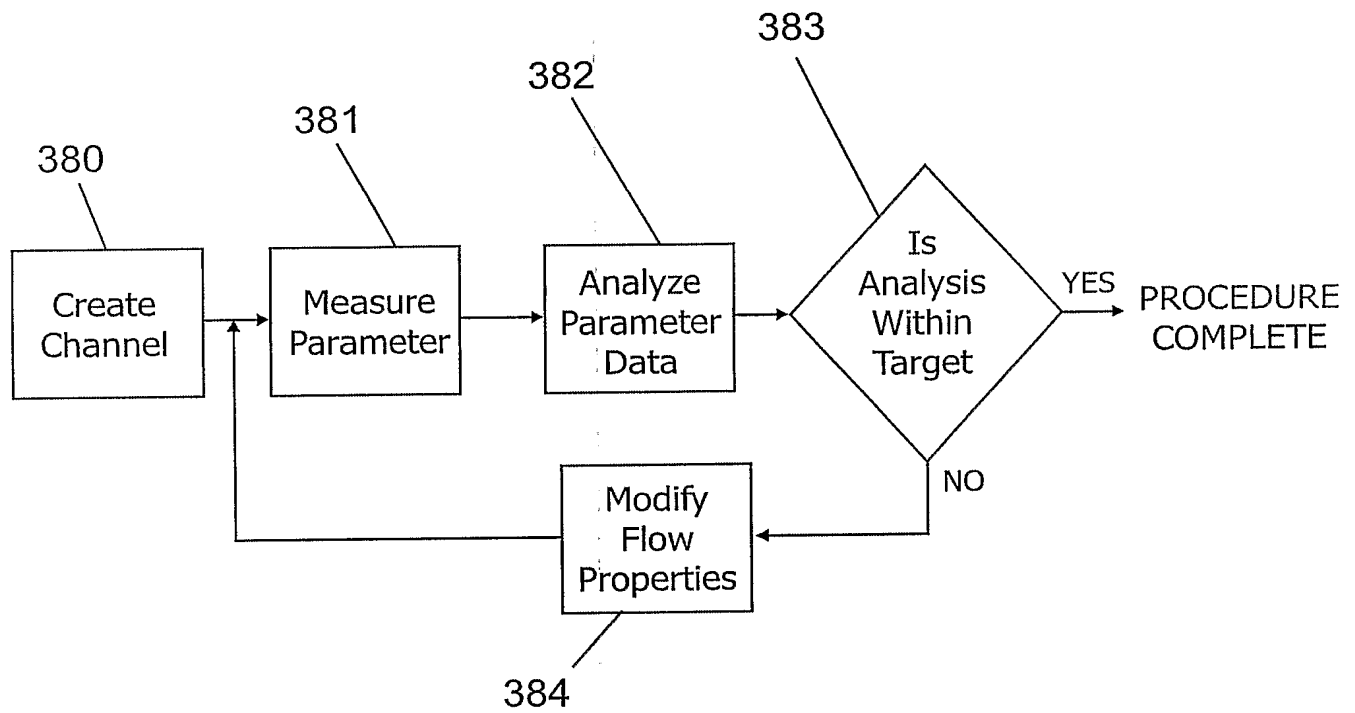 383
382
381
380
Create
Channel
Measure
Parameter
Analyze
Parameter
Data
Is
Analysis
Within
Target
YES
PROCEDURE
COMPLETE
NO
Modify
Flow
Properties
384